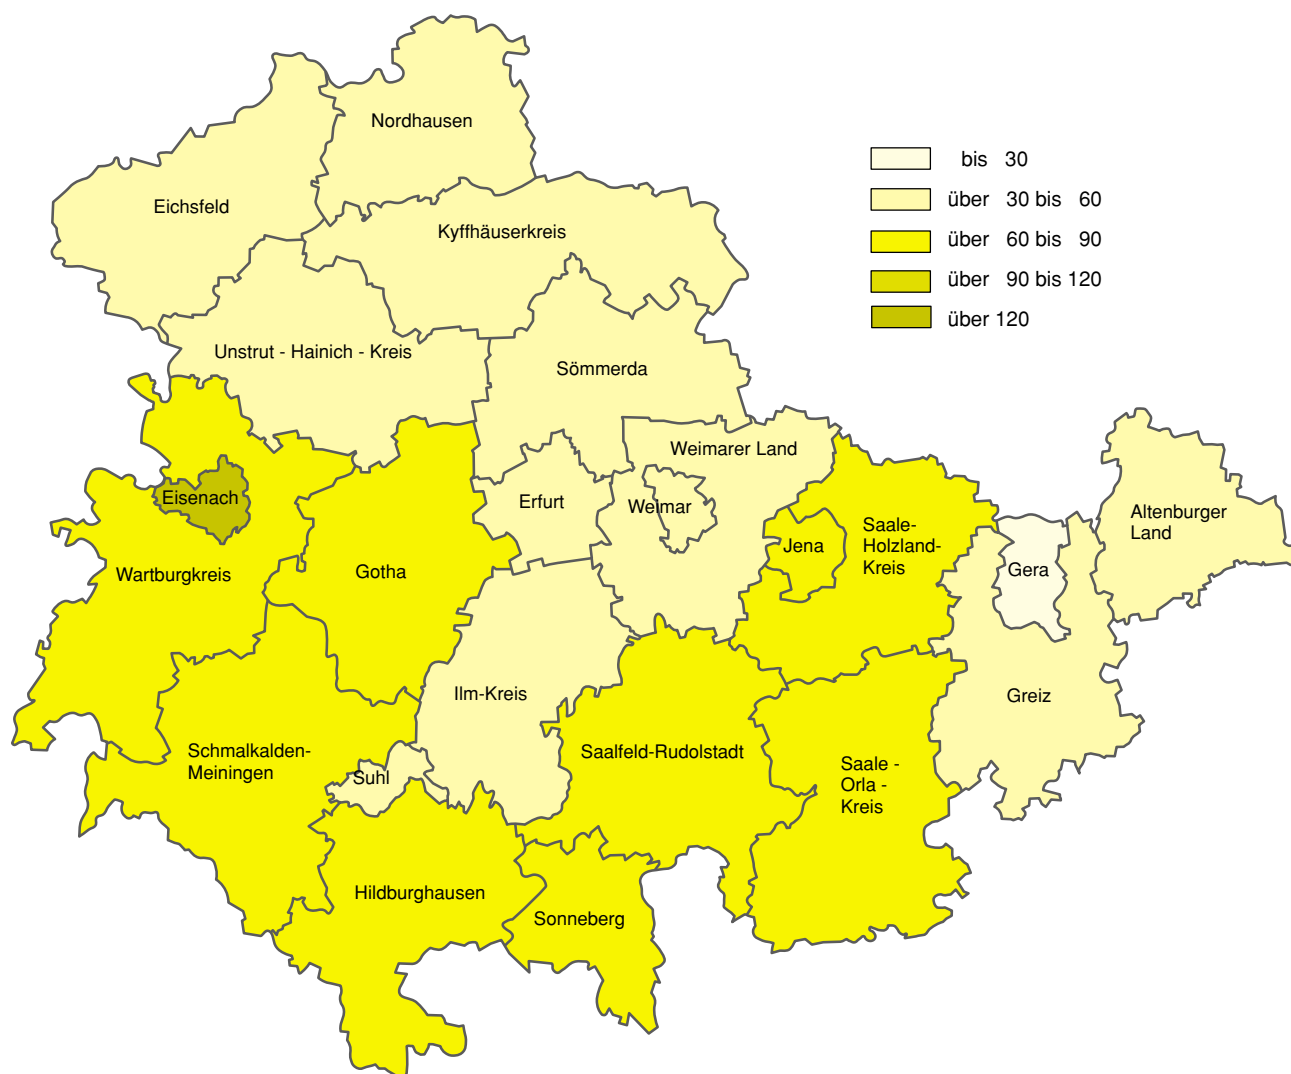 Nordhausen
bis 30
Eichsfeld
über 30 bis 60
Kyffhäuserkreis
über 60 bis 90
über 90 bis 120
über 120
Unstrut - Hainich - Kreis
Sömmerda
Weimarer Land
Eisenach
Erfurt
Weimar
Saale-
Holzland-
Kreis
Altenburger
Land
Jena
Wartburgkreis
Gotha
Gera
Ilm-Kreis
Greiz
Schmalkalden-
Meiningen
Suhl
Saalfeld-Rudolstadt
Saale -
Orla -
Kreis
Hildburghausen
Sonneberg